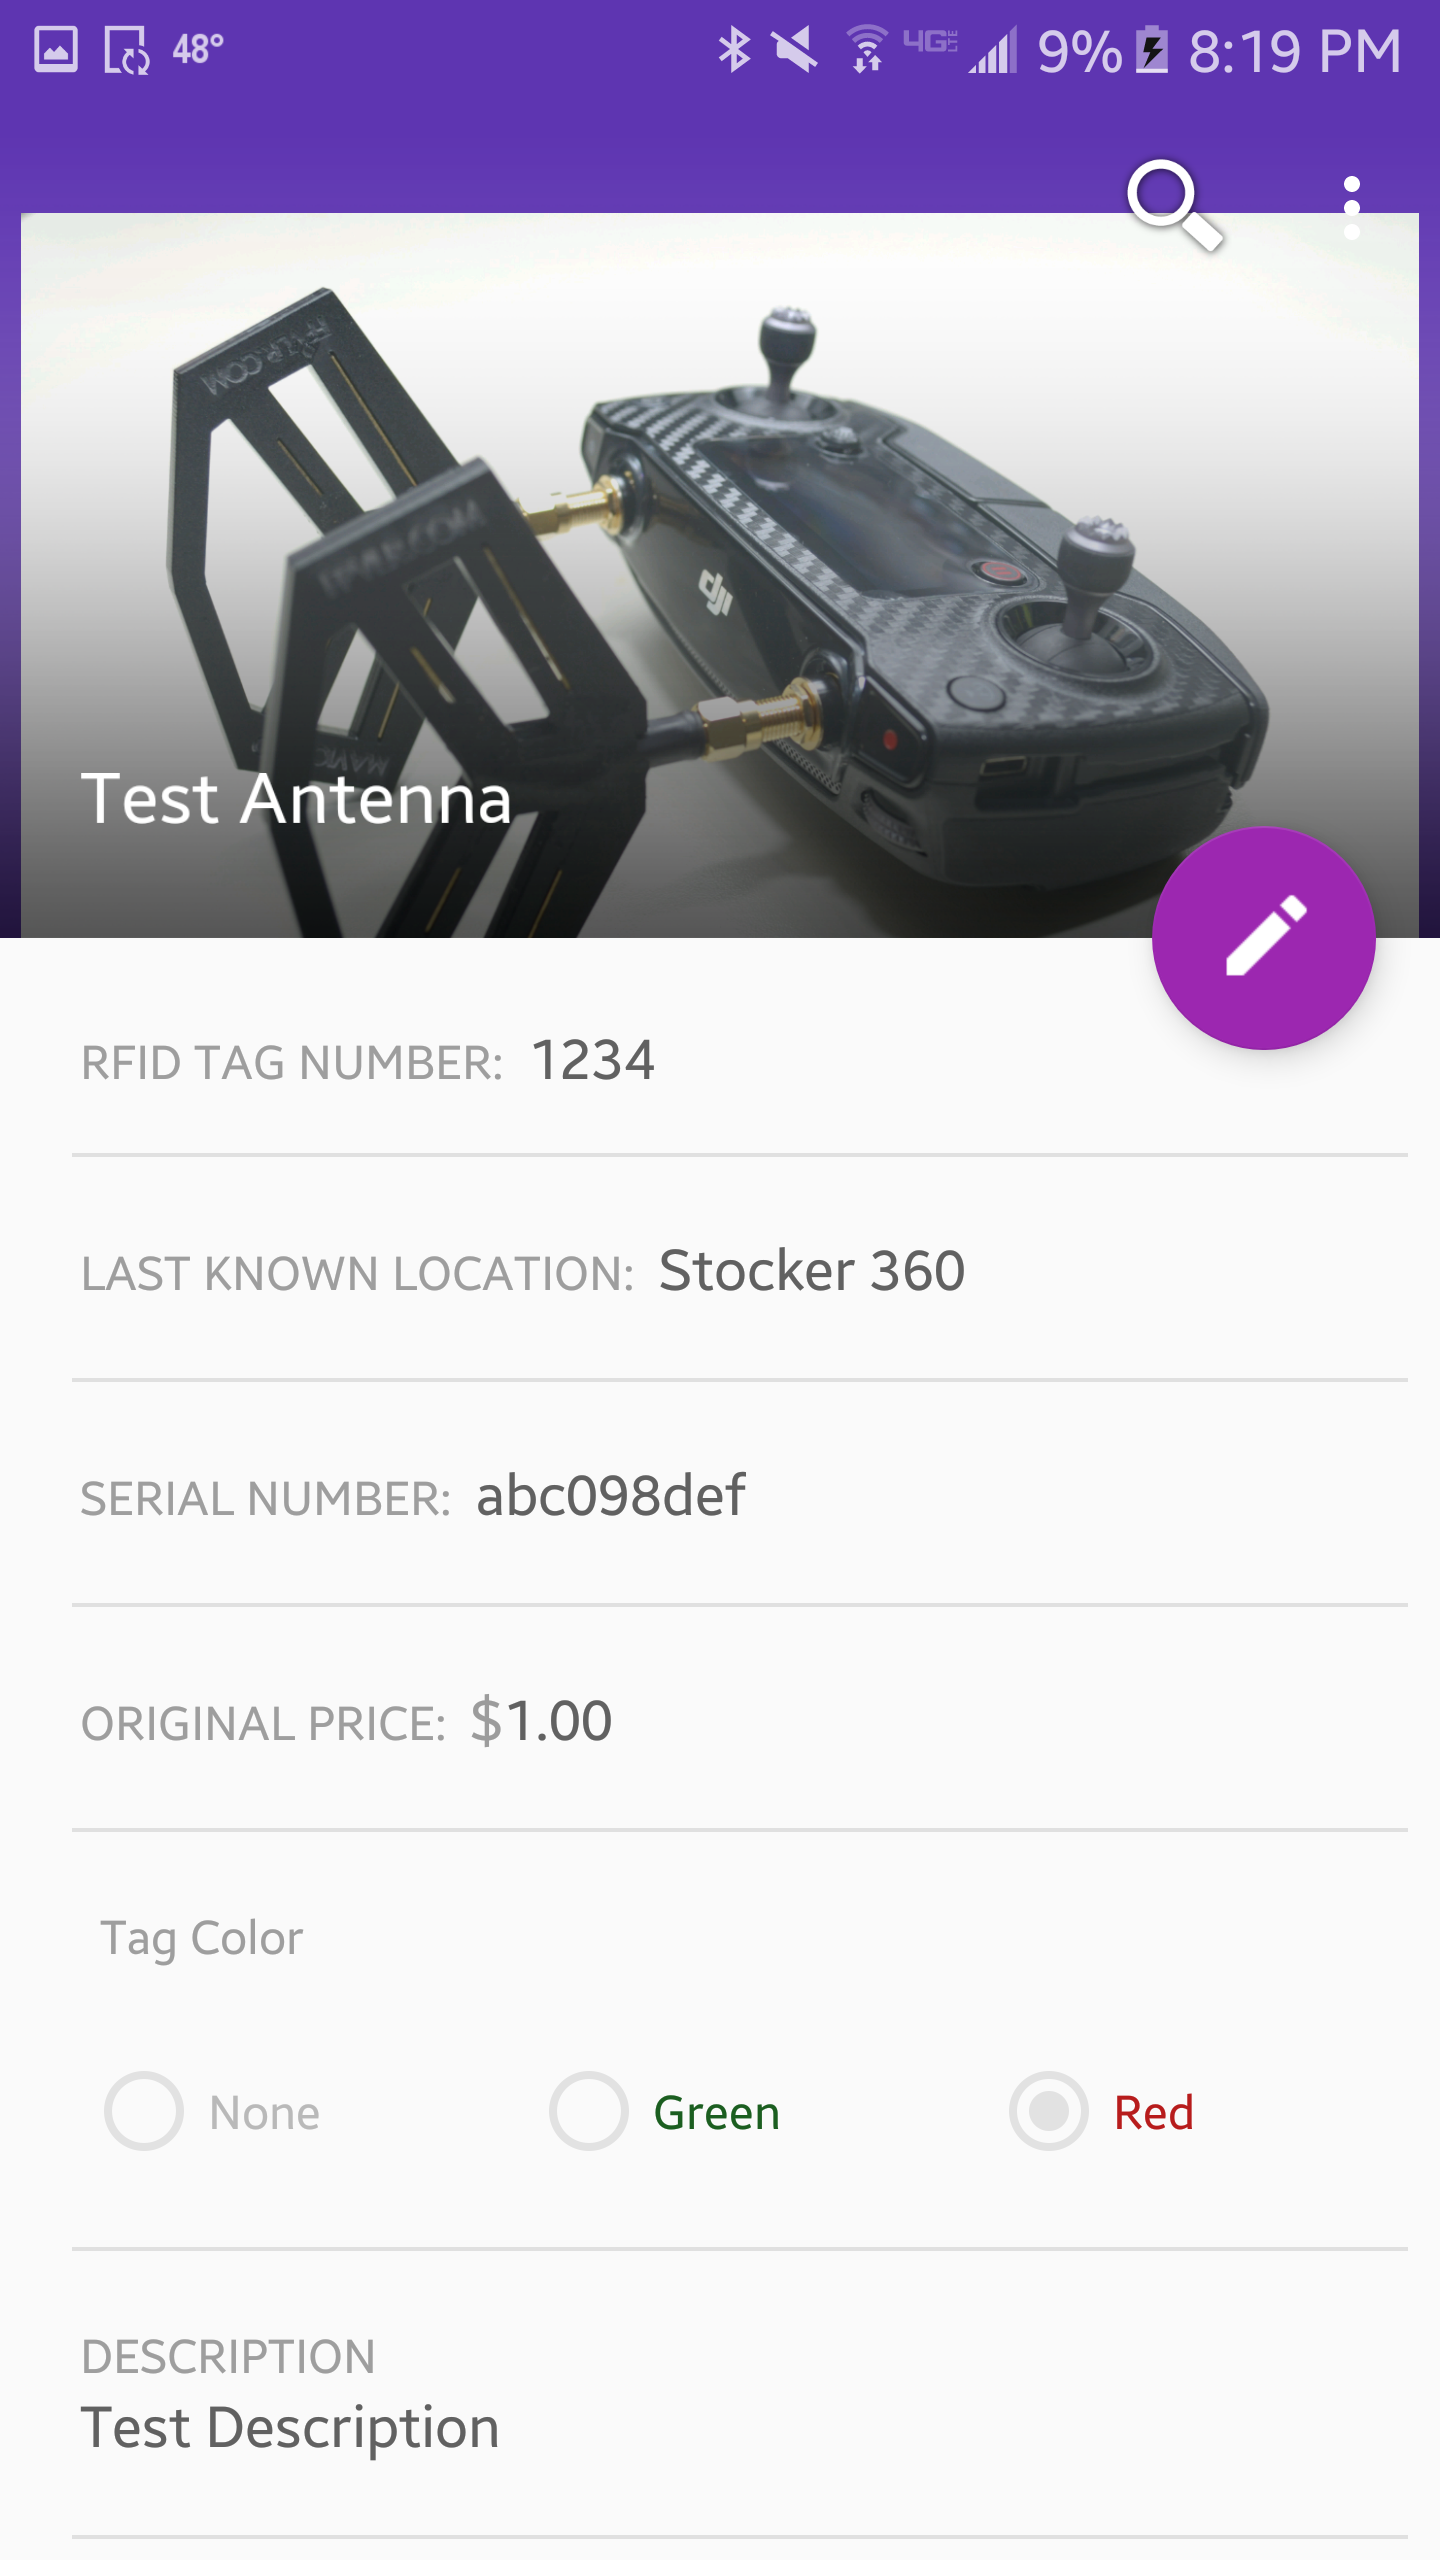 48° 4G LTE 9% 8:19 PM
dji
Test Antenna
RFID TAG NUMBER: 1234
LAST KNOWN LOCATION: Stocker 360
SERIAL NUMBER: abc098def
ORIGINAL PRICE: $1.00
Tag Color
None Green Red
DESCRIPTION
Test Description